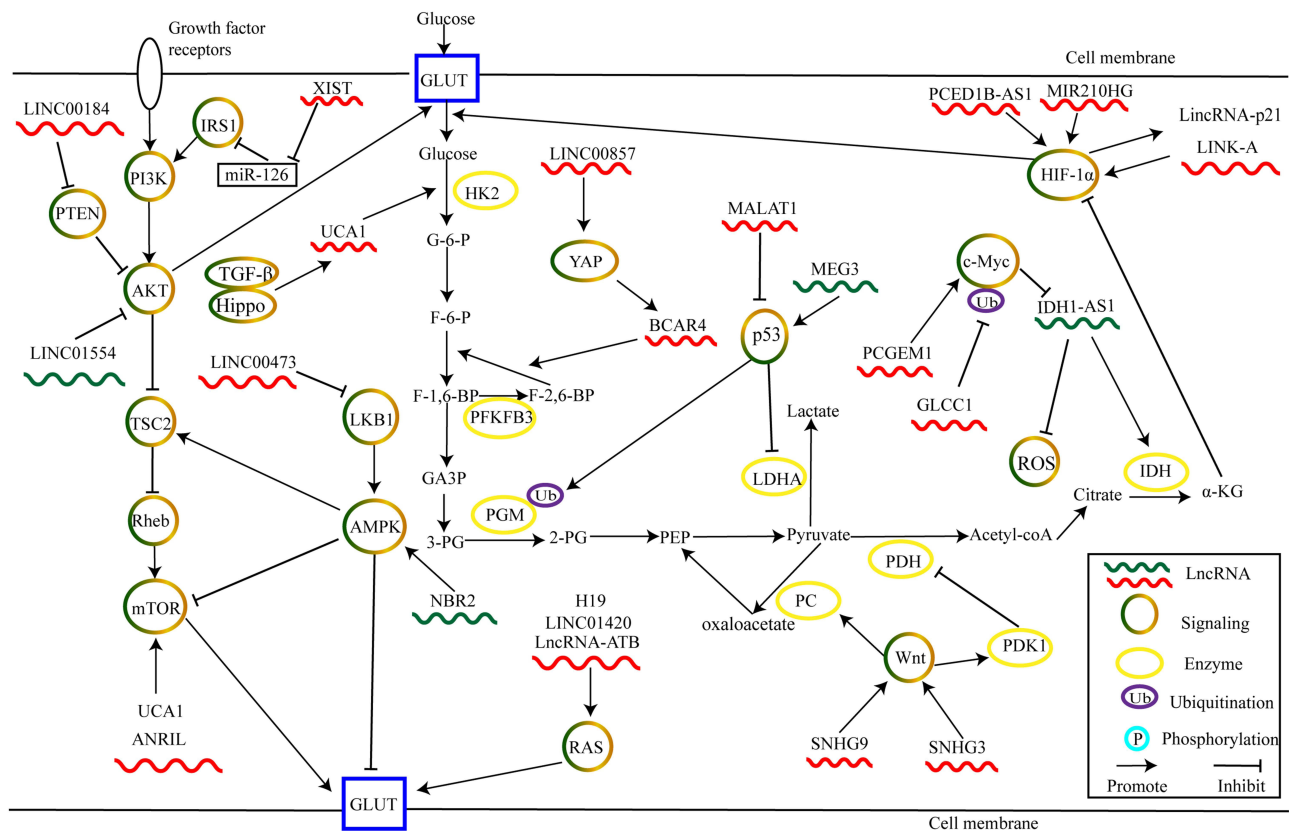 Growth factor
receptors
Glucose
Cell membrane
GLUT
LINC00184
XIST
IRS1
miR-126
PI3K
PTEN
AKT
LINC01554
TGF-β
Hippo
UCA1
Glucose
HK2
G-6-P
F-6-P
F-1,6-BP
F-2,6-BP
PFKFB3
GA3P
3-PG
PGM
Ub
2-PG
PEP
Pyruvate
Lactate
LDHA
Acetyl-coA
Citrate
IDH
α-KG
LINC00857
YAP
BCAR4
MALAT1
MEG3
p53
PCED1B-AS1
MIR210HG
LincRNA-p21
LINK-A
HIF-1α
c-Myc
Ub
IDH1-AS1
PCGEM1
GLCC1
ROS
LINC00473
LKB1
TSC2
Rheb
AMPK
mTOR
NBR2
UCA1
ANRIL
H19
LINC01420
LncRNA-ATB
RAS
GLUT
oxaloacetate
PC
PDH
PDK1
Wnt
SNHG9
SNHG3
LncRNA
Signaling
Enzyme
Ub
Ubiquitination
P
Phosphorylation
Promote
Inhibit
Cell membrane